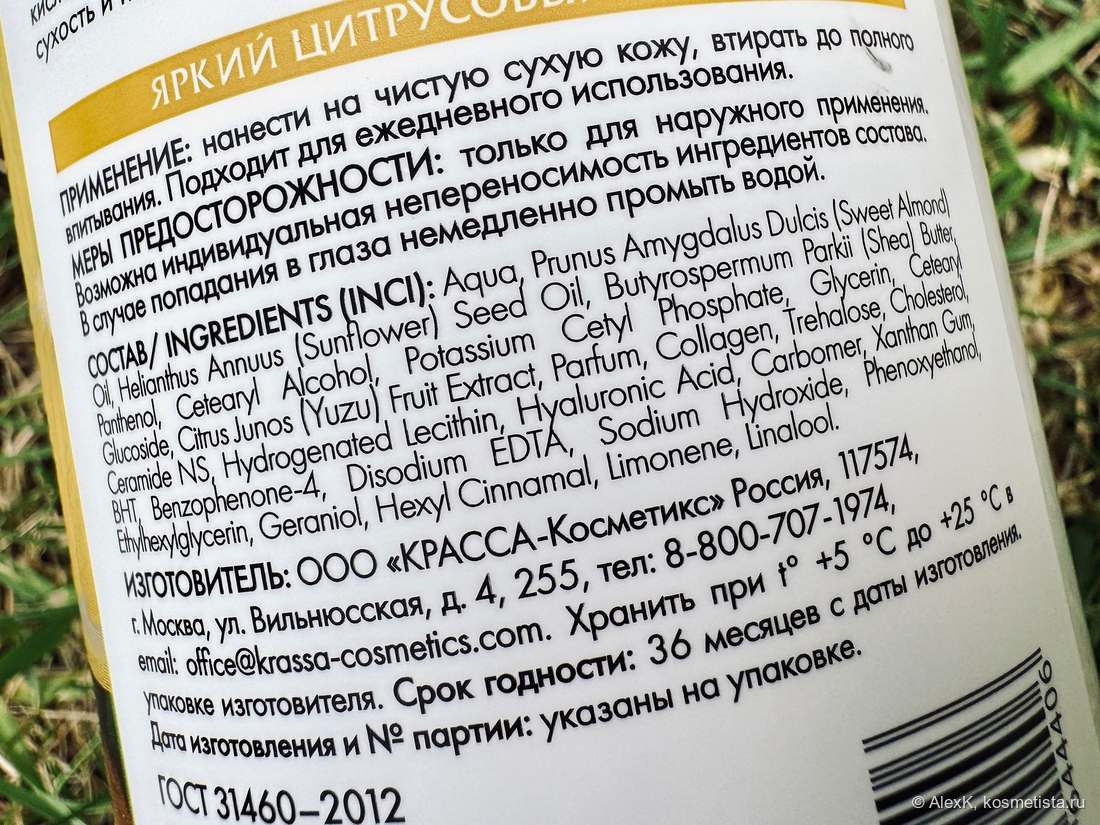 сухость и
ЯРКИЙ ЦИТРУСОВЫЙ
ПРИМЕНЕНИЕ: нанести на чистую сухую кожу, втирать до полного
впитывания. Подходит для ежедневного использования.
МЕРЫ ПРЕДОСТОРОЖНОСТИ: только для наружного применения.
Возможна индивидуальная непереносимость ингредиентов состава.
В случае попадания в глаза немедленно промыть водой.
СОСТАВ/ INGREDIENTS (INCI): Aqua, Prunus Amygdalus Dulcis (Sweet Almond)
Oil, Helianthus Annuus (Sunflower) Seed Oil, Butyrospermum Parkii (Shea) Butter,
Panthenol, Cetearyl Alcohol, Potassium Cetyl Phosphate, Glycerin, Cetearyl
Glucoside, Citrus Junos (Yuzu) Fruit Extract, Parfum, Collagen, Trehalose, Cholesterol,
Ceramide NS, Hydrogenated Lecithin, Hyaluronic Acid, Carbomer, Xanthan Gum,
BHT, Benzophenone-4, Disodium EDTA, Sodium Hydroxide, Phenoxyethanol,
Ethylhexylglycerin, Geraniol, Hexyl Cinnamal, Limonene, Linalool.
ИЗГОТОВИТЕЛЬ: ООО «КРАССА-Косметикс» Россия, 117574,
г. Москва, ул. Вильнюсская, д. 4, 255, тел: 8-800-707-1974,
email: office@krassa-cosmetics.com. Хранить при t° +5 °C до +25 °C в
упаковке изготовителя. Срок годности: 36 месяцев с даты изготовления.
Дата изготовления и № партии: указаны на упаковке.
ГОСТ 31460–2012
© AlexK, kosmetista.ru